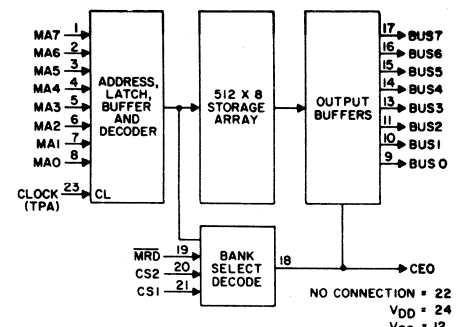 MA7 1
MA6 2
MA5 3
MA4 4
MA3 5
MA2 6
MA1 7
MA0 8
CLOCK 23 CL
(TPA)
ADDRESS,
LATCH,
BUFFER
AND
DECODER
512 X 8
STORAGE
ARRAY
OUTPUT
BUFFERS
17 BUS7
16 BUS6
15 BUS5
14 BUS4
13 BUS3
11 BUS2
10 BUS1
9 BUS0
MRD 19
CS2 20
CS1 21
BANK
SELECT
DECODE
18 CEO
NO CONNECTION = 22
VDD = 24